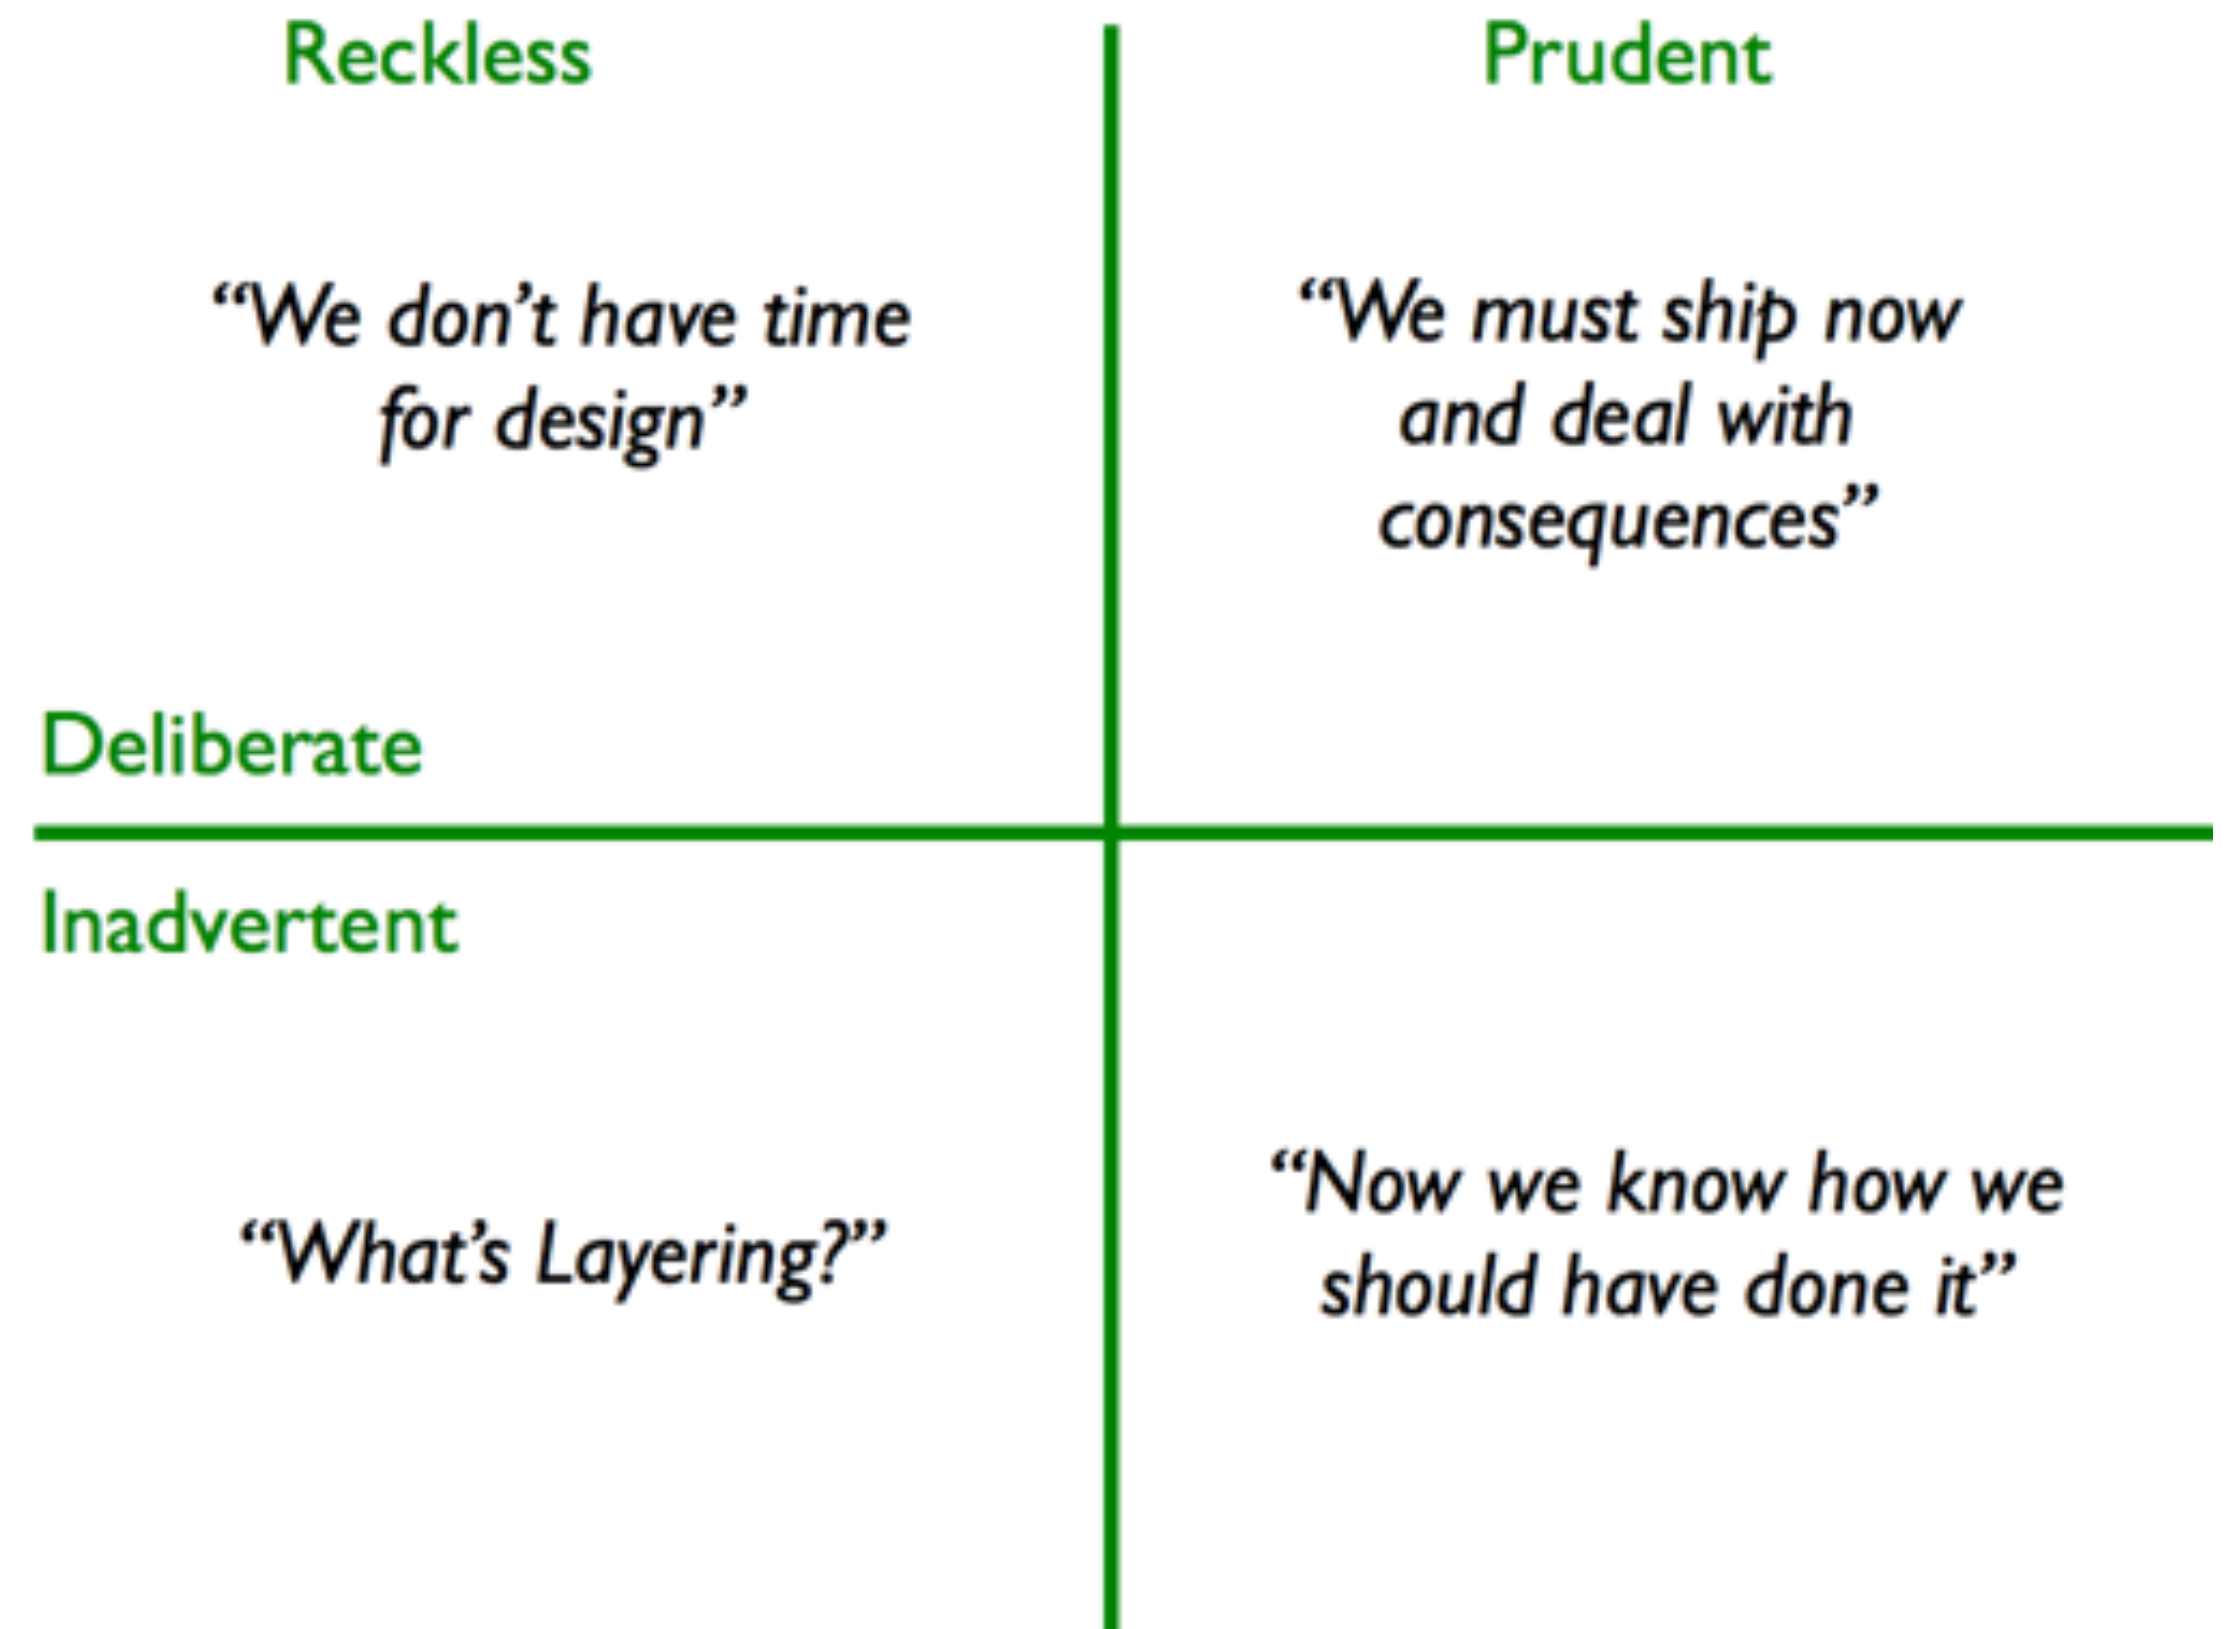 Reckless
Prudent
“We don’t have time
for design”
“We must ship now
and deal with
consequences”
Deliberate
Inadvertent
“What’s Layering?”
“Now we know how we
should have done it”